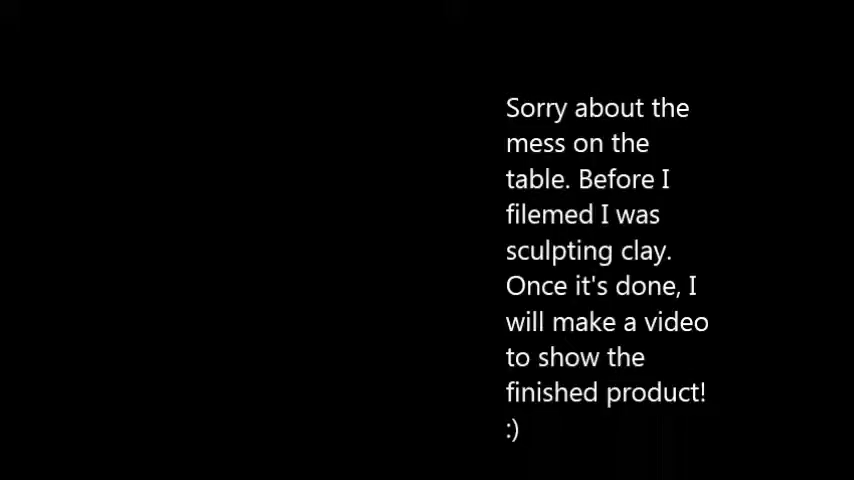 Sorry about the
mess on the
table. Before I
filemed I was
sculpting clay.
Once it's done, I
will make a video
to show the
finished product!
:)